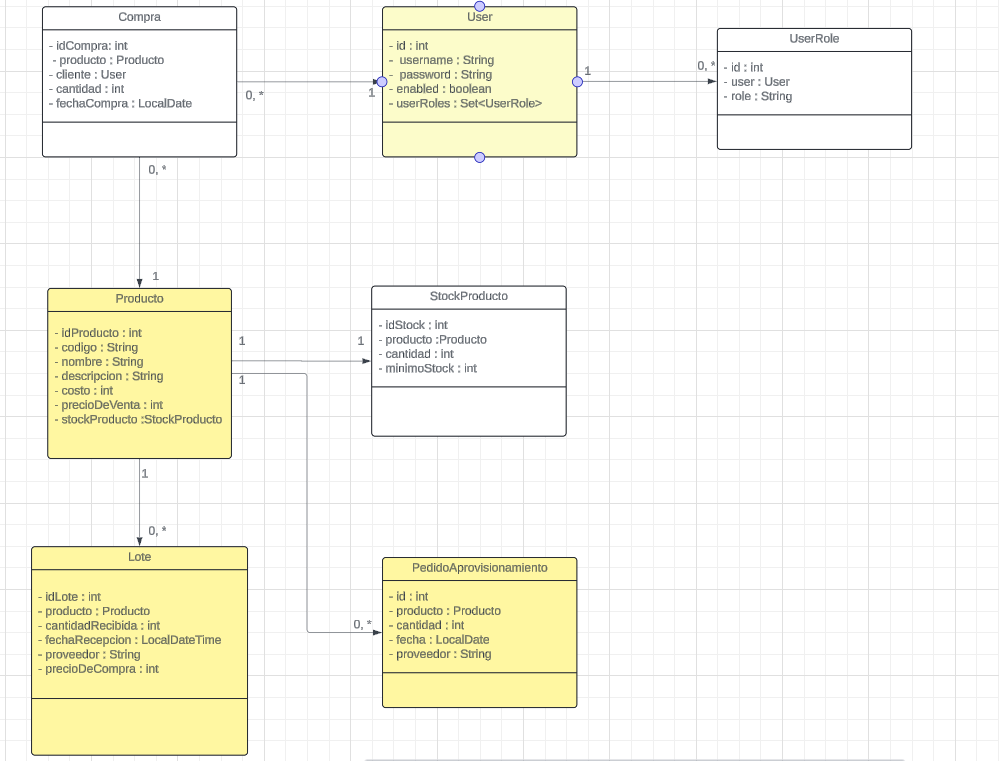 Compra
- idCompra: int
- producto : Producto
- cliente : User
- cantidad : int
- fechaCompra : LocalDate
0, *
1
User
- id : int
- username : String
- password : String
- enabled : boolean
- userRoles : Set<UserRole>
1
0, *
UserRole
- id : int
- user : User
- role : String
0, *
1
Producto
- idProducto : int
- codigo : String
- nombre : String
- descripcion : String
- costo : int
- precioDeVenta : int
- stockProducto :StockProducto
1
1
1
StockProducto
- idStock : int
- producto :Producto
- cantidad : int
- minimoStock : int
1
0, *
Lote
- idLote : int
- producto : Producto
- cantidadRecibida : int
- fechaRecepcion : LocalDateTime
- proveedor : String
- precioDeCompra : int
0, *
PedidoAprovisionamiento
- id : int
- producto : Producto
- cantidad : int
- fecha : LocalDate
- proveedor : String